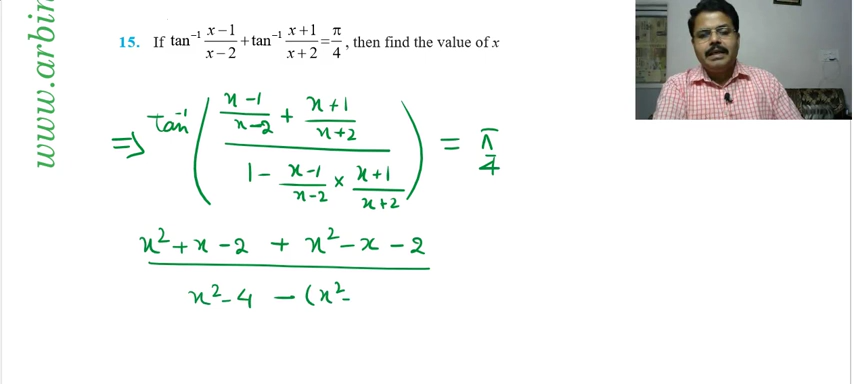 www.arbin
15. If tan⁻¹ (x−1)/(x−2) + tan⁻¹ (x+1)/(x+2) = π/4, then find the value of x
⇒ tan⁻¹ ( ((x−1)/(x−2) + (x+1)/(x+2)) / (1 − (x−1)/(x−2) × (x+1)/(x+2)) ) = π/4
x² + x − 2 + x² − x − 2
x² − 4 − (x²